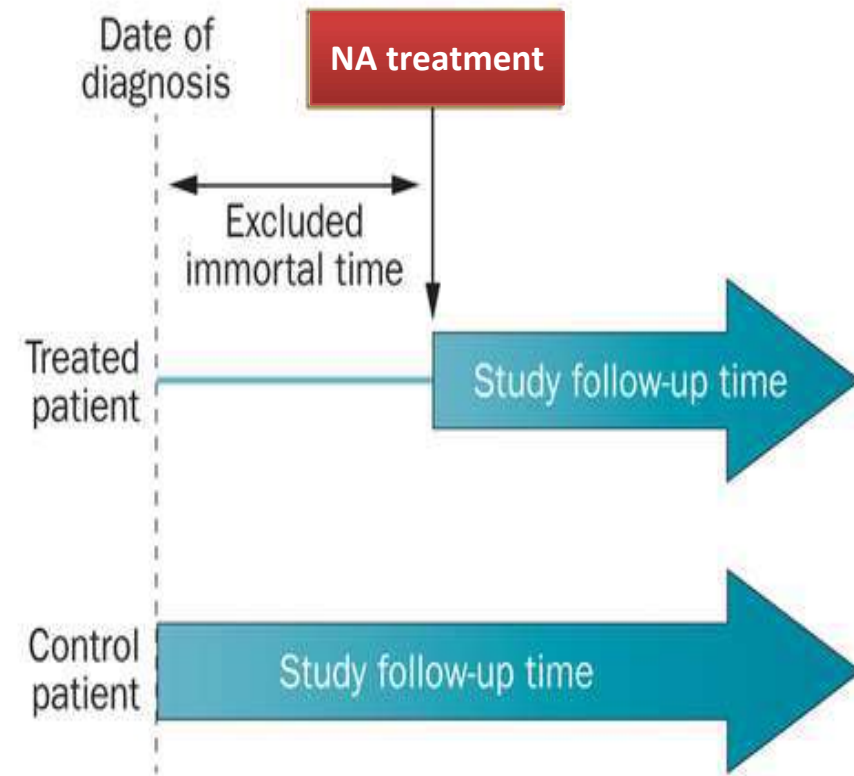 Date of
diagnosis
NA treatment
Excluded
immortal time
Treated
patient
Study follow-up time
Control
patient
Study follow-up time